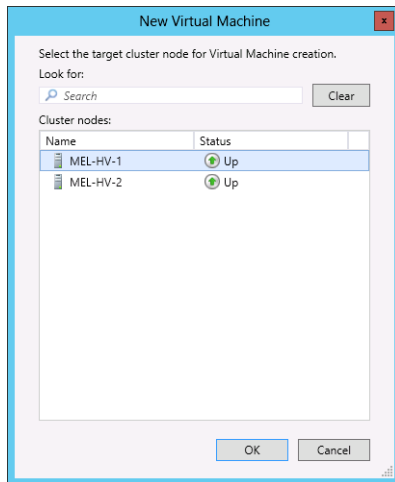 New Virtual Machine
x
Select the target cluster node for Virtual Machine creation.
Look for:
Search
Clear
Cluster nodes:
Name Status
MEL-HV-1 Up
MEL-HV-2 Up
OK Cancel